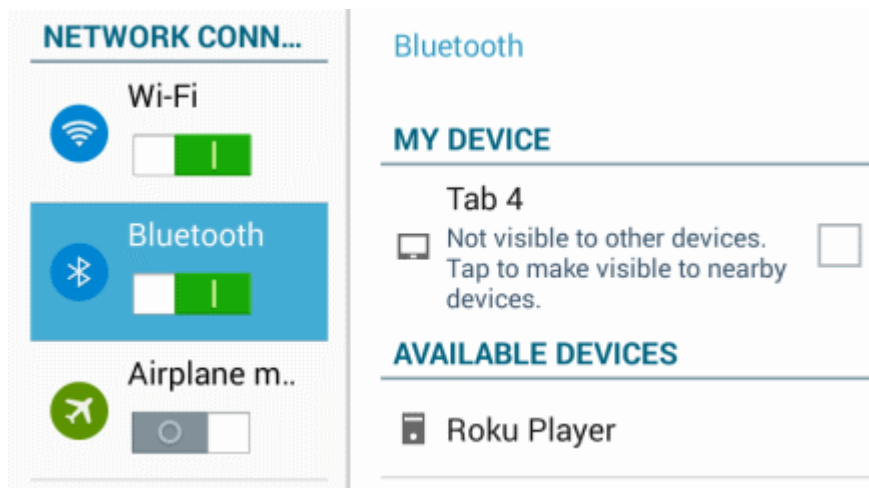 NETWORK CONN...
Wi-Fi
Bluetooth
Airplane m..
Bluetooth
MY DEVICE
Tab 4
Not visible to other devices.
Tap to make visible to nearby
devices.
AVAILABLE DEVICES
Roku Player